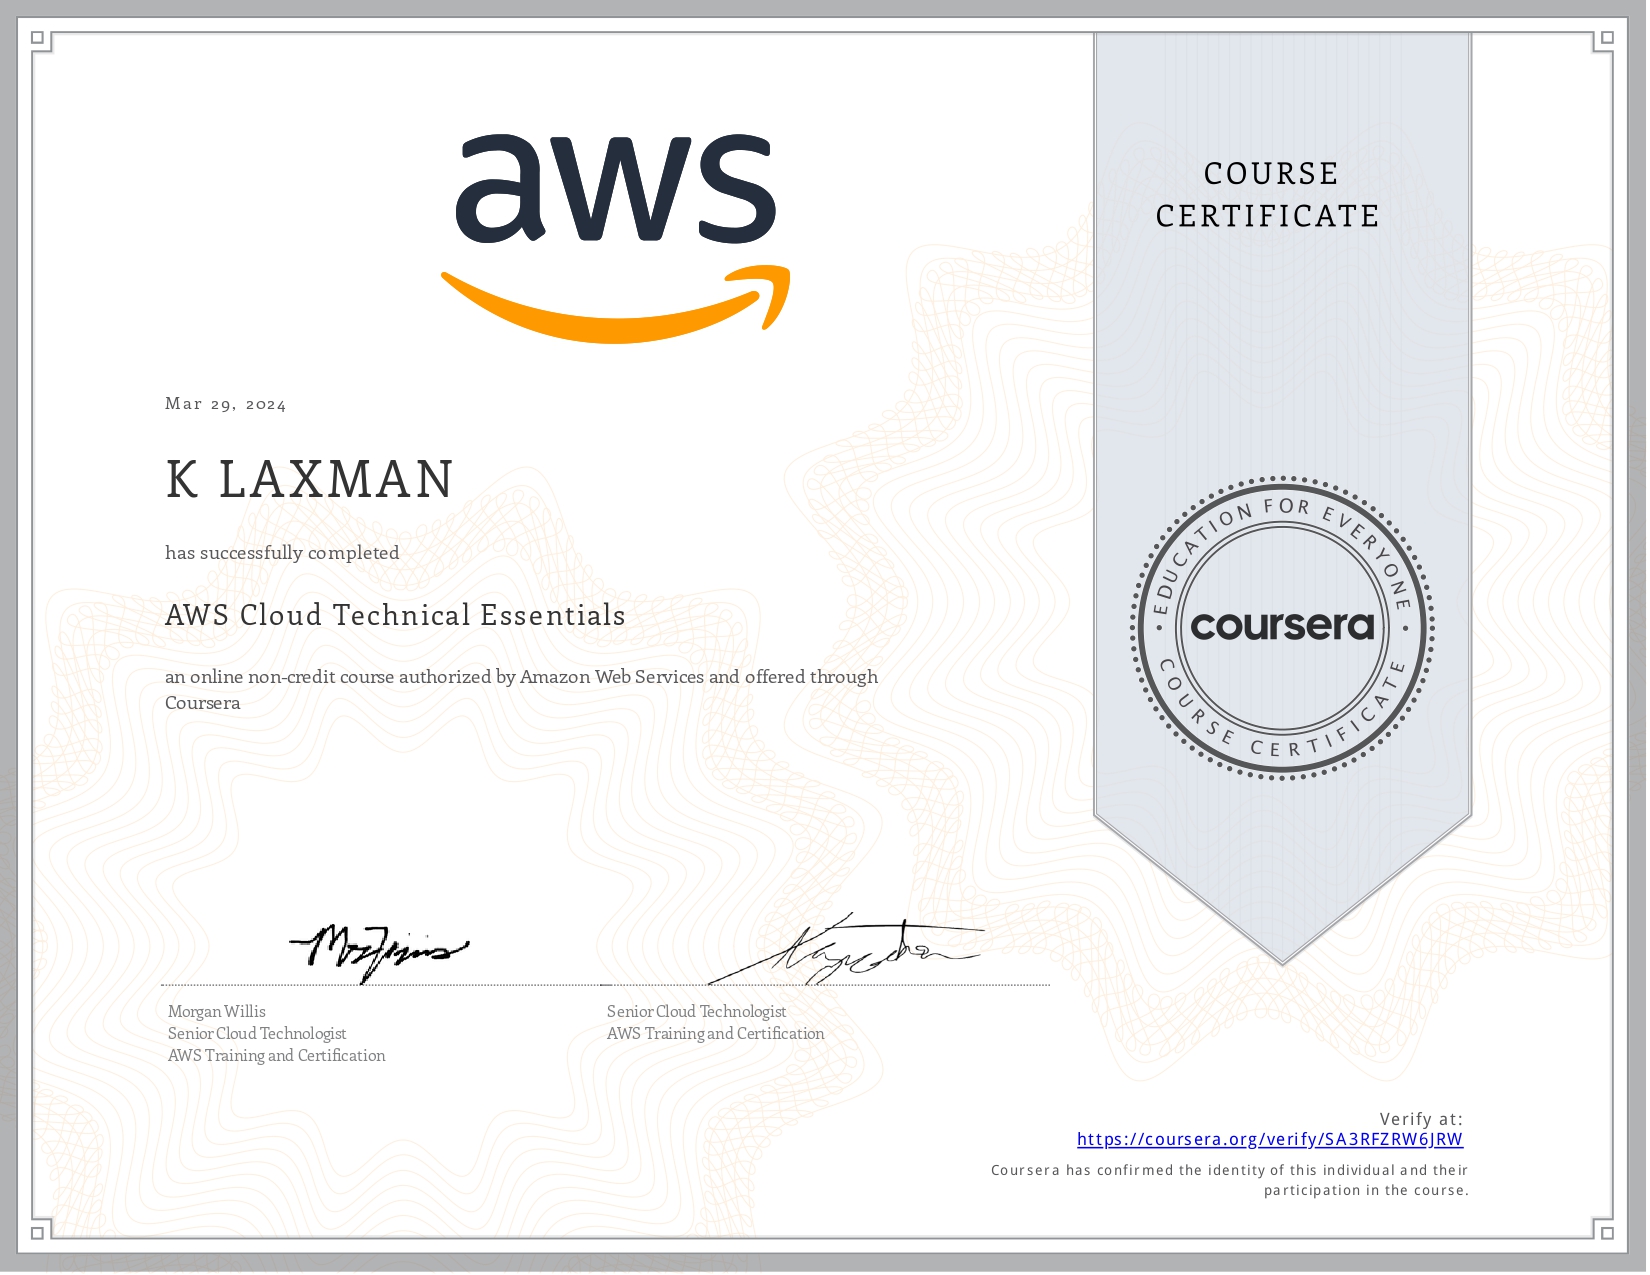 aws
COURSE
CERTIFICATE
Mar 29, 2024
K LAXMAN
has successfully completed
AWS Cloud Technical Essentials
an online non-credit course authorized by Amazon Web Services and offered through
Coursera
EDUCATION FOR EVERYONE
coursera
COURSE CERTIFICATE
Morgan Willis
Senior Cloud Technologist
AWS Training and Certification
Senior Cloud Technologist
AWS Training and Certification
Verify at:
https://coursera.org/verify/SA3RFZRW6JRW
Coursera has confirmed the identity of this individual and their
participation in the course.